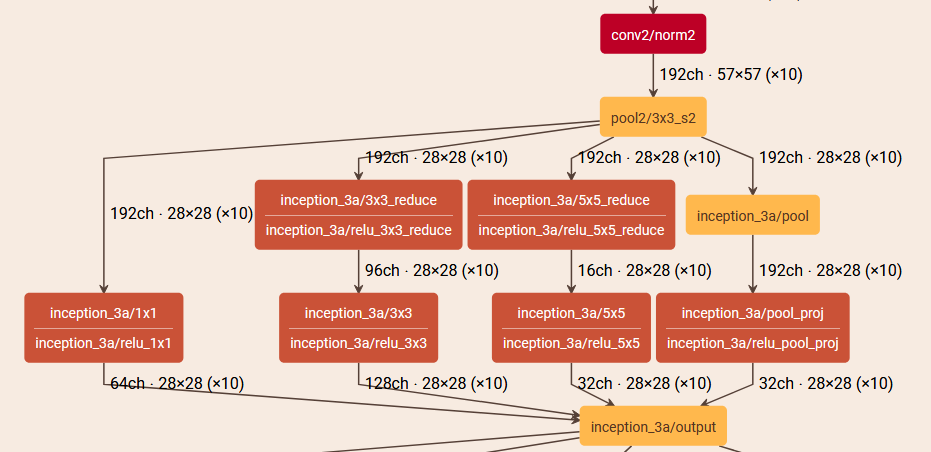 conv2/norm2
192ch · 57×57 (×10)
pool2/3x3_s2
192ch · 28×28 (×10)
192ch · 28×28 (×10)
192ch · 28×28 (×10)
192ch · 28×28 (×10)
inception_3a/3x3_reduce
inception_3a/relu_3x3_reduce
inception_3a/5x5_reduce
inception_3a/relu_5x5_reduce
inception_3a/pool
96ch · 28×28 (×10)
16ch · 28×28 (×10)
192ch · 28×28 (×10)
inception_3a/1x1
inception_3a/relu_1x1
inception_3a/3x3
inception_3a/relu_3x3
inception_3a/5x5
inception_3a/relu_5x5
inception_3a/pool_proj
inception_3a/relu_pool_proj
64ch · 28×28 (×10)
128ch · 28×28 (×10)
32ch · 28×28 (×10)
32ch · 28×28 (×10)
inception_3a/output